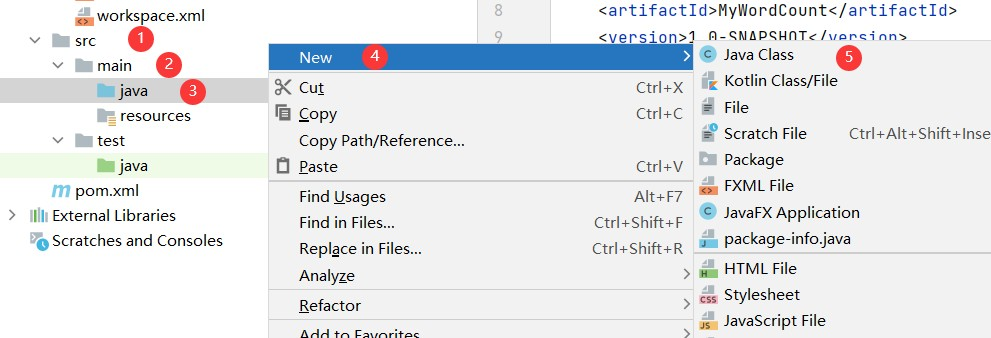 workspace.xml
src
1
main
2
java
3
resources
test
java
pom.xml
External Libraries
Scratches and Consoles
8
<artifactId>MyWordCount</artifactId>
9
<version>1.0-SNAPSHOT</version>
New
4
Cut Ctrl+X
Copy Ctrl+C
Copy Path/Reference...
Paste Ctrl+V
Find Usages Alt+F7
Find in Files... Ctrl+Shift+F
Replace in Files... Ctrl+Shift+R
Analyze
Refactor
Add to Favorites
Java Class
5
Kotlin Class/File
File
Scratch File Ctrl+Alt+Shift+Inse
Package
FXML File
JavaFX Application
package-info.java
HTML File
Stylesheet
JavaScript File